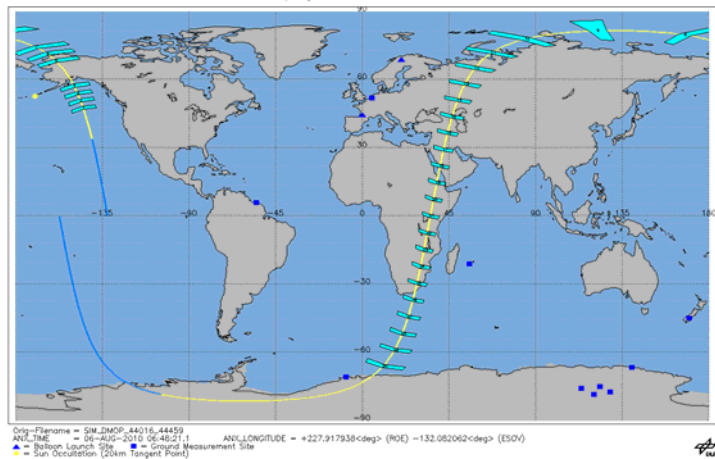 90
60
30
-135 -90 -45 0 45 90 135 180
-30
-60
-90
Orig-Filename = SIM_DMOP_44016_44459
ANX_TIME = 06-AUG-2010 06:48:21.1 ANX_LONGITUDE = +227.917938<deg> (ROE) -132.082062<deg> (ESOV)
= Balloon Launch Site = Ground Measurement Site
= Sun Occultation (20km Tangent Point)
DLR